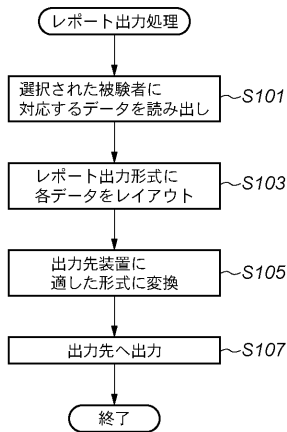 レポート出力処理
選択された被験者に
対応するデータを読み出し
S101
レポート出力形式に
各データをレイアウト
S103
出力先装置に
適した形式に変換
S105
出力先へ出力
S107
終了